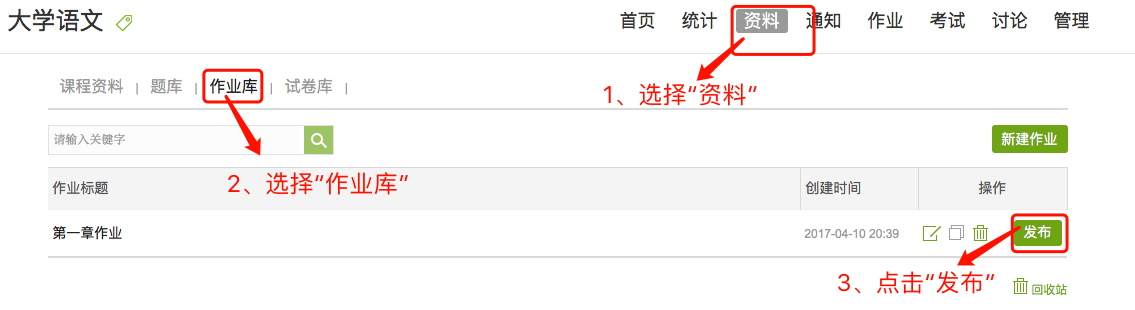 大学语文 首页 统计 资料 通知 作业 考试 讨论 管理
课程资料 | 题库 | 作业库 | 试卷库 |
1、选择“资料”
请输入关键字 新建作业
2、选择“作业库”
作业标题 创建时间 操作
第一章作业 2017-04-10 20:39 发布
3、点击“发布”
回收站